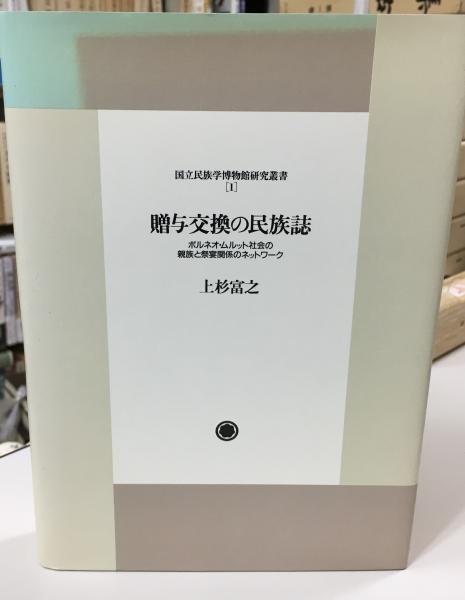 国立民族学博物館研究叢書
[1]
贈与交換の民族誌
ボルネオ・ムルット社会の
親族と祭宴関係のネットワーク
上杉富之